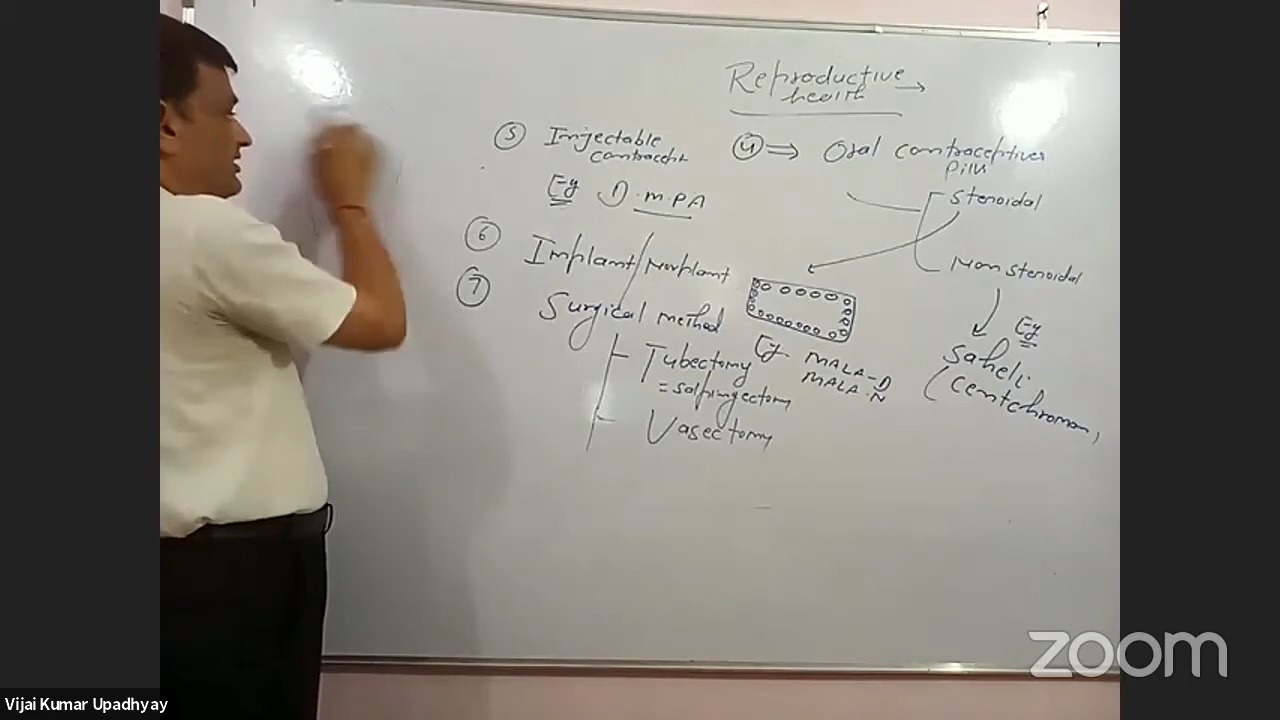 Reproductive →
health
④ ⇒ Oral contraceptives
pills
Steroidal
Non steroidal
Eg
Saheli
(Centchroman,
Eg. MALA-D
MALA-N
⑤ Injectable
Eg D.M.PA
⑥ Implant/Norplant
⑦ Surgical method
Tubectomy
= Salpingectomy
Vasectomy
zoom
Vijai Kumar Upadhyay